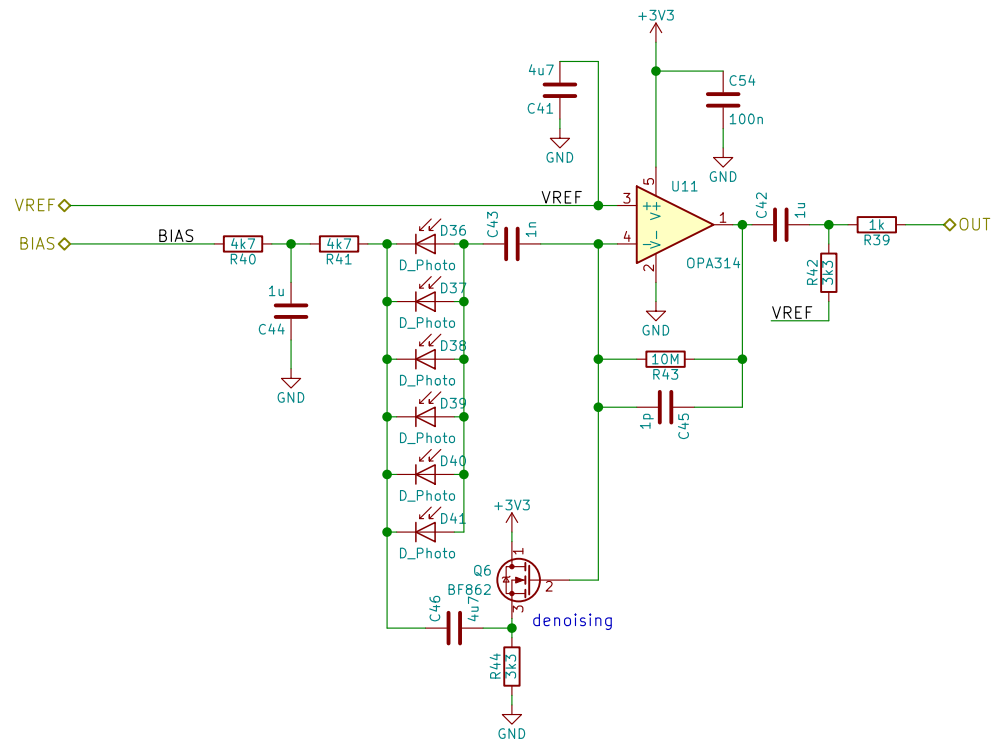 +3V3
4u7
C41
GND
C54
100n
GND
VREF
VREF
5
U11
3
1
4
2
V+
V-
OPA314
GND
C42
1u
1k
R39
OUT
R42
3k3
VREF
BIAS
BIAS
4k7
R40
4k7
R41
1u
C44
GND
D36
D_Photo
D37
D_Photo
D38
D_Photo
D39
D_Photo
D40
D_Photo
D41
D_Photo
C43
1n
10M
R43
1p
C45
+3V3
1
Q6
BF862
2
3
denoising
C46
4u7
R44
3k3
GND